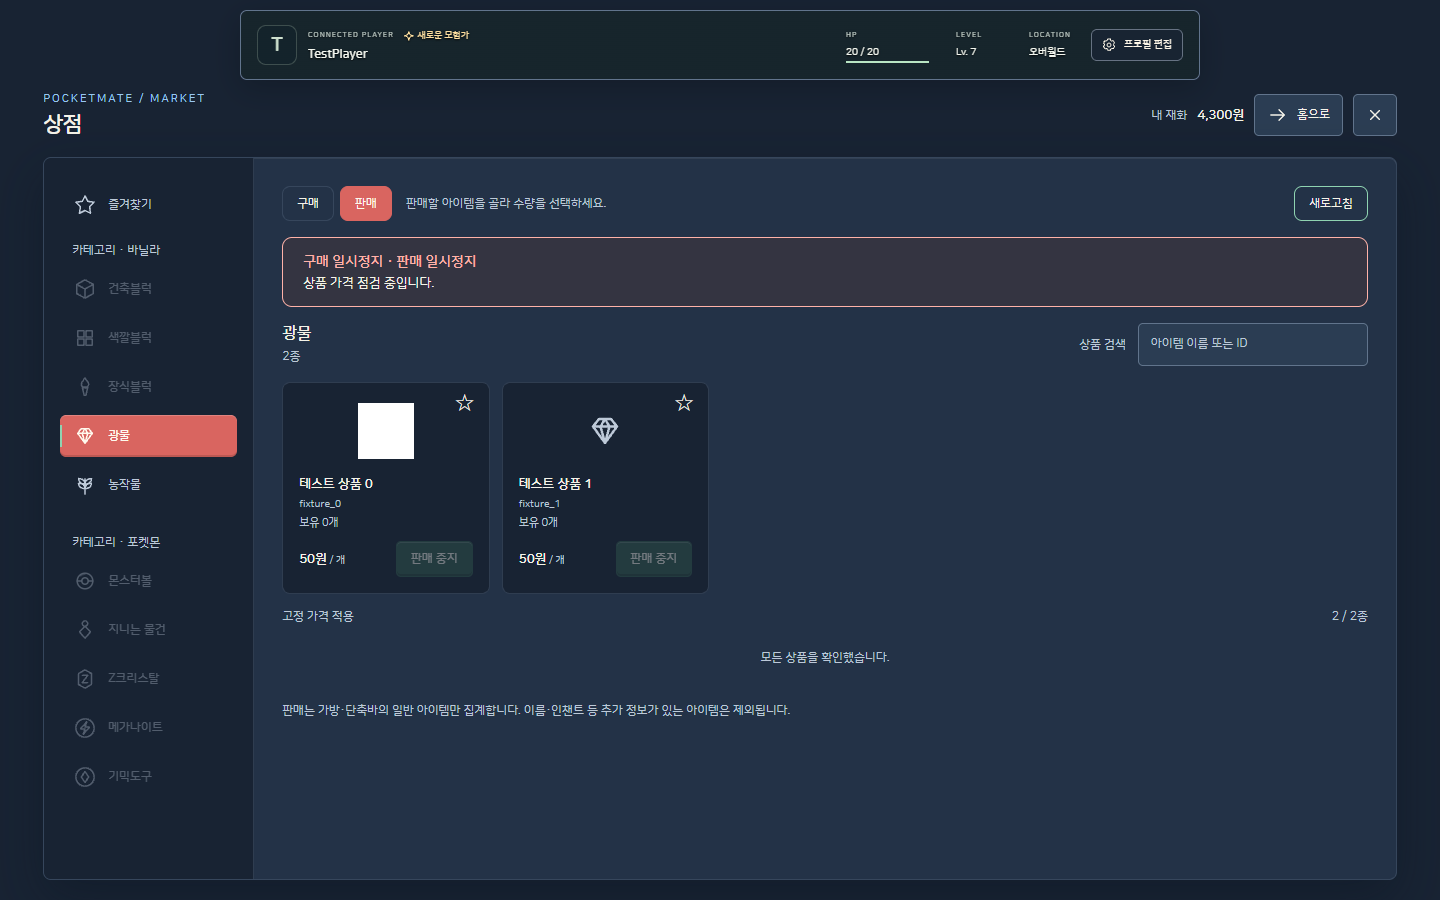 T
CONNECTED PLAYER 새로운 모험가
TestPlayer
HP
20 / 20
LEVEL
Lv. 7
LOCATION
오버월드
프로필 편집
POCKETMATE / MARKET
상점
내 재화 4,300원
홈으로
즐겨찾기
카테고리 · 바닐라
건축블럭
색깔블럭
장식블럭
광물
농작물
카테고리 · 포켓몬
몬스터볼
지니는 물건
Z크리스탈
메가나이트
기믹도구
구매 판매 판매할 아이템을 골라 수량을 선택하세요.
새로고침
구매 일시정지 · 판매 일시정지
상품 가격 점검 중입니다.
광물
2종
상품 검색 아이템 이름 또는 ID
테스트 상품 0
fixture_0
보유 0개
50원 / 개 판매 중지
테스트 상품 1
fixture_1
보유 0개
50원 / 개 판매 중지
고정 가격 적용 2 / 2종
모든 상품을 확인했습니다.
판매는 가방·단축바의 일반 아이템만 집계합니다. 이름·인챈트 등 추가 정보가 있는 아이템은 제외됩니다.